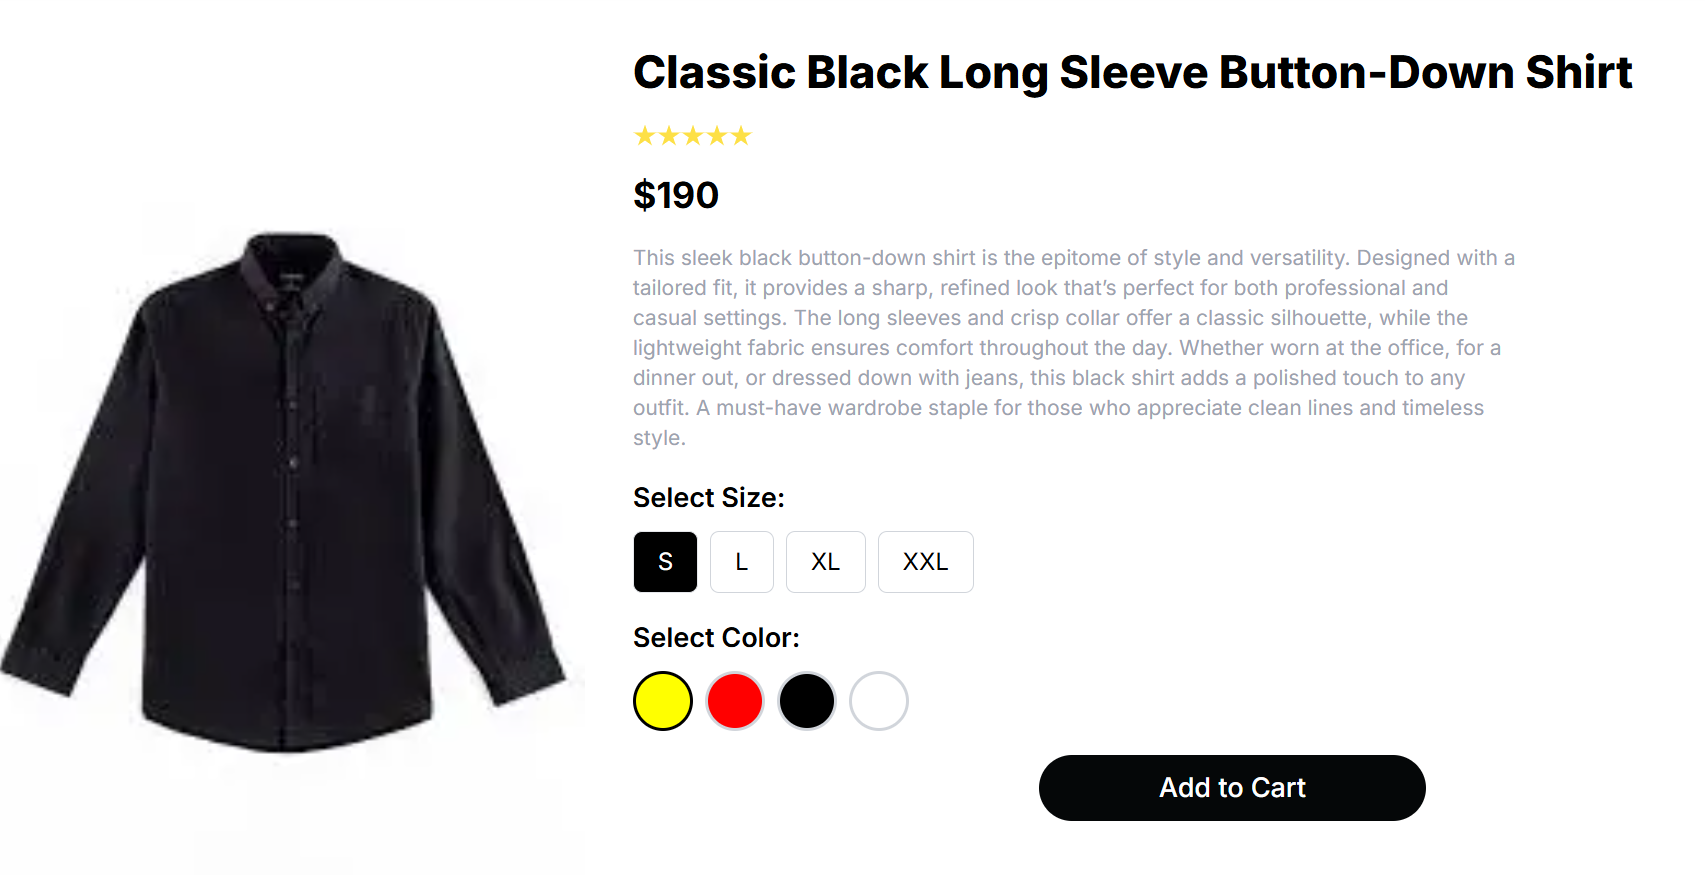 Classic Black Long Sleeve Button-Down Shirt
★★★★★
$190
This sleek black button-down shirt is the epitome of style and versatility. Designed with a
tailored fit, it provides a sharp, refined look that’s perfect for both professional and
casual settings. The long sleeves and crisp collar offer a classic silhouette, while the
lightweight fabric ensures comfort throughout the day. Whether worn at the office, for a
dinner out, or dressed down with jeans, this black shirt adds a polished touch to any
outfit. A must-have wardrobe staple for those who appreciate clean lines and timeless
style.
Select Size:
S L XL XXL
Select Color:
Add to Cart